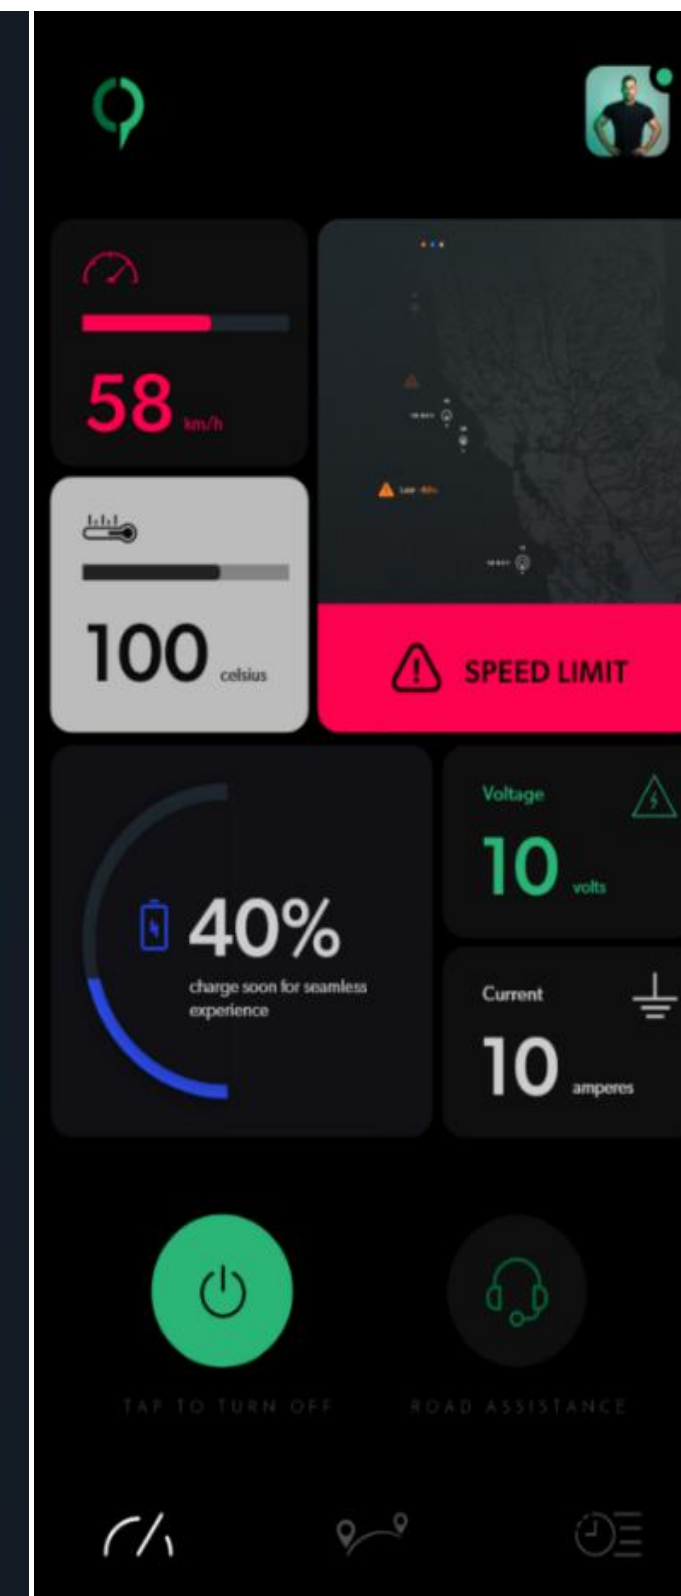 58 km/h
100 celsius
SPEED LIMIT
40%
charge soon for seamless
experience
Voltage
10 volts
Current
10 amperes
TAP TO TURN OFF
ROAD ASSISTANCE